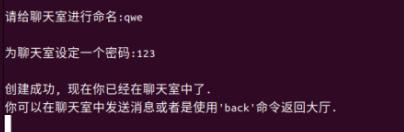 请给聊天室进行命名:qwe
为聊天室设定一个密码:123
创建成功, 现在你已经在聊天室中了.
你可以在聊天室中发送消息或者是使用'back'命令返回大厅.